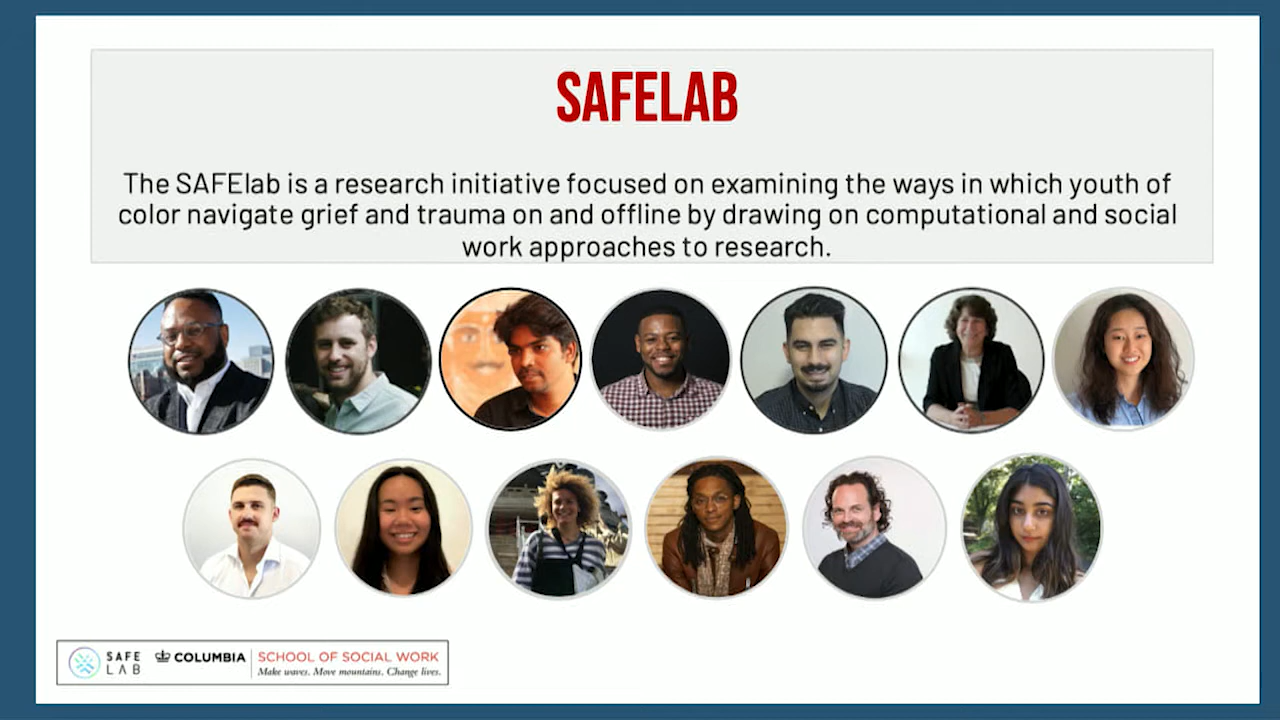 SAFELAB
The SAFElab is a research initiative focused on examining the ways in which youth of
color navigate grief and trauma on and offline by drawing on computational and social
work approaches to research.
SAFE
LAB
COLUMBIA
SCHOOL OF SOCIAL WORK
Make waves. Move mountains. Change lives.